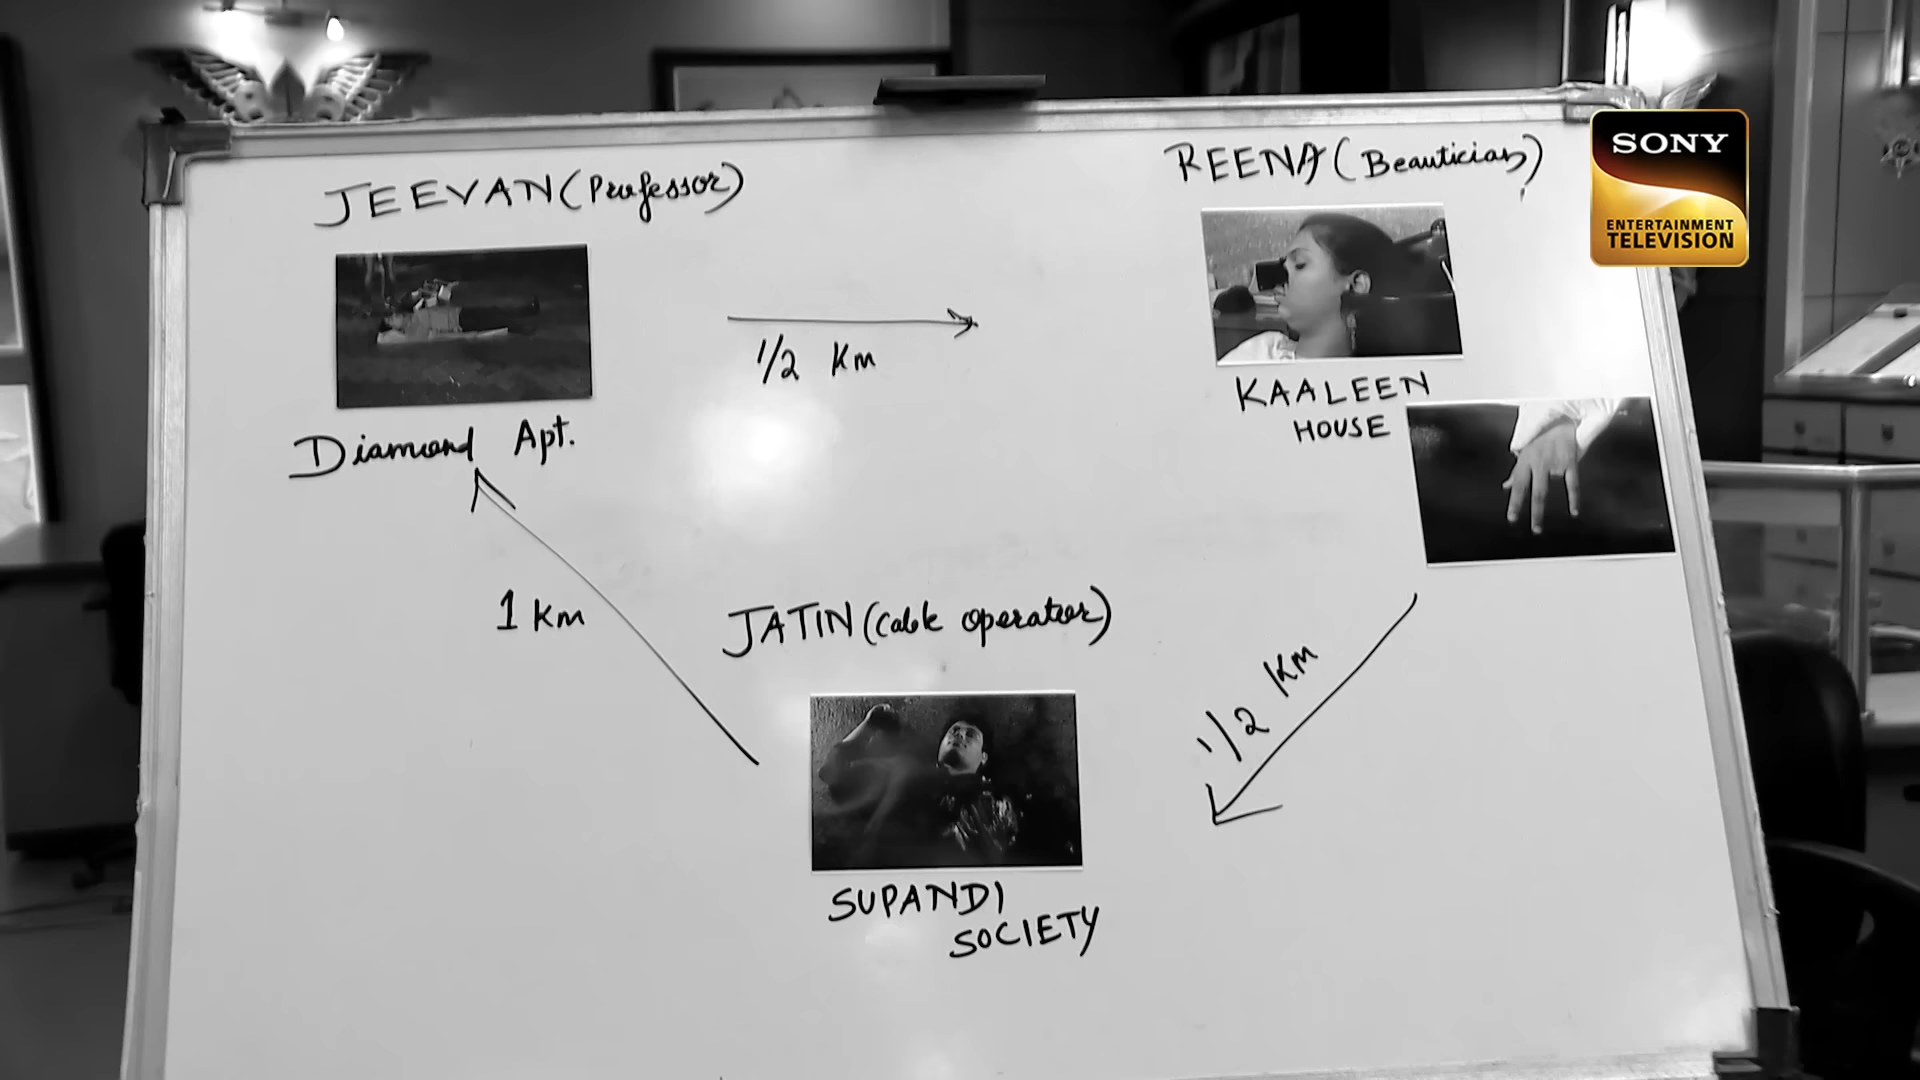 JEEVAN (Professor)
REENA (Beautician)
SONY
ENTERTAINMENT
TELEVISION
1/2 Km
KAALEEN
HOUSE
Diamond Apt.
1 Km
JATIN (Cable operator)
1/2 KM
SUPANDI
SOCIETY